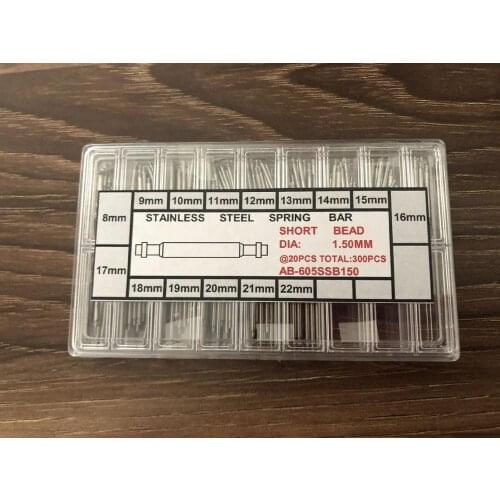 9mm 10mm 11mm 12mm 13mm 14mm 15mm
8mm STAINLESS STEEL SPRING BAR 16mm
SHORT BEAD
DIA: 1.50MM
17mm @20PCS TOTAL:300PCS
AB-605SSB150
18mm 19mm 20mm 21mm 22mm